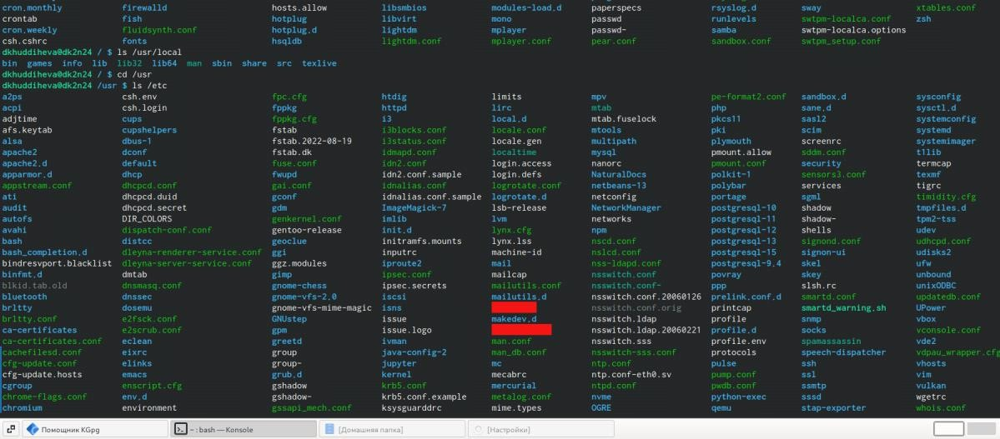 cron.monthly firewalld hosts.allow libsmbios modules-load.d paperspecs rsyslog.d sway xtables.conf
crontab fish hotplug libvirt mono passwd runlevels swtpm-localca.conf zsh
cron.weekly fluidsynth.conf hotplug.d lightdm mplayer passwd- samba swtpm-localca.options
csh.cshrc fonts hsqldb lightdm.conf mplayer.conf pear.conf sandbox.conf swtpm_setup.conf
dkhuddiheva@dk2n24 / $ ls /usr/local
bin games info lib lib32 lib64 man sbin share src texlive
dkhuddiheva@dk2n24 / $ cd /usr
dkhuddiheva@dk2n24 /usr $ ls /etc
a2ps csh.env fpc.cfg htdig limits mpv pe-format2.conf sandbox.d sysconfig
acpi csh.login fppkg httpd lirc mtab php sane.d sysctl.d
adjtime cups fppkg.cfg i3 local.d mtab.fuselock pkcs11 sasl2 systemconfig
afs.keytab cupshelpers fstab i3blocks.conf locale.conf mtools pki scim systemd
alsa dbus-1 fstab.2022-08-19 i3status.conf locale.gen multipath plymouth screenrc systemimager
apache2 dconf fstab.dk idmapd.conf localtime mysql pmount.allow sddm.conf t1lib
apache2.d default fuse.conf idn2.conf login.access nanorc pmount.conf security termcap
apparmor.d dhcp fwupd idn2.conf.sample login.defs NaturalDocs polkit-1 sensors3.conf texmf
appstream.conf dhcpcd.conf gai.conf idnalias.conf logrotate.conf netbeans-13 polybar services tigrc
ati dhcpcd.duid gconf idnalias.conf.sample logrotate.d netconfig portage sgml timidity.cfg
audit dhcpcd.secret gdm ImageMagick-7 lsb-release NetworkManager postgresql-10 shadow tmpfiles.d
autofs DIR_COLORS genkernel.conf imlib lvm networks postgresql-11 shadow- tpm2-tss
avahi dispatch-conf.conf gentoo-release init.d lynx.cfg npm postgresql-12 shells udev
bash distcc geoclue initramfs.mounts lynx.lss nscd.conf postgresql-13 signond.conf udhcpd.conf
bash_completion.d dleyna-renderer-service.conf ggi inputrc machine-id nslcd.conf postgresql-15 signon-ui udisks2
bindresvport.blacklist dleyna-server-service.conf ggz.modules iproute2 mail nss-ldapd.conf postgresql-9.4 skel ufw
binfmt.d dmtab gimp ipsec.conf mailcap nsswitch.conf povray skey unbound
blkid.tab.old dnsmasq.conf gnome-chess ipsec.secrets mailutils.conf nsswitch.conf~ ppp slsh.rc unixODBC
bluetooth dnssec gnome-vfs-2.0 iscsi mailutils.d nsswitch.conf.20060126 prelink.conf.d smartd.conf updatedb.conf
brltty dosemu gnome-vfs-mime-magic isns nsswitch.conf.orig printcap smartd_warning.sh UPower
brltty.conf e2fsck.conf GNUstep issue makedev.d nsswitch.ldap profile snmp vbox
ca-certificates e2scrub.conf gpm issue.logo nsswitch.ldap.20060221 profile.d socks vconsole.conf
ca-certificates.conf eclean greetd ivman man.conf nsswitch.sss profile.env spamassassin vde2
cachefilesd.conf eixrc group java-config-2 man_db.conf nsswitch-sss.conf protocols speech-dispatcher vdpau_wrapper.cfg
cfg-update.conf elinks group- jupyter mc ntp.conf pulse ssh vhosts
cfg-update.hosts emacs grub.d kernel mecabrc ntp.conf-eth0.sv pump.conf ssl vim
cgroup enscript.cfg gshadow krb5.conf mercurial ntpd.conf pwdb.conf ssmtp vulkan
chrome-flags.conf env.d gshadow- krb5.conf.example metalog.conf nvme python-exec sssd wgetrc
chromium environment gssapi_mech.conf ksysguardrc mime.types OGRE qemu stap-exporter whois.conf
Помощник KGpg ~ : bash — Konsole [Домашняя папка] [Настройки]